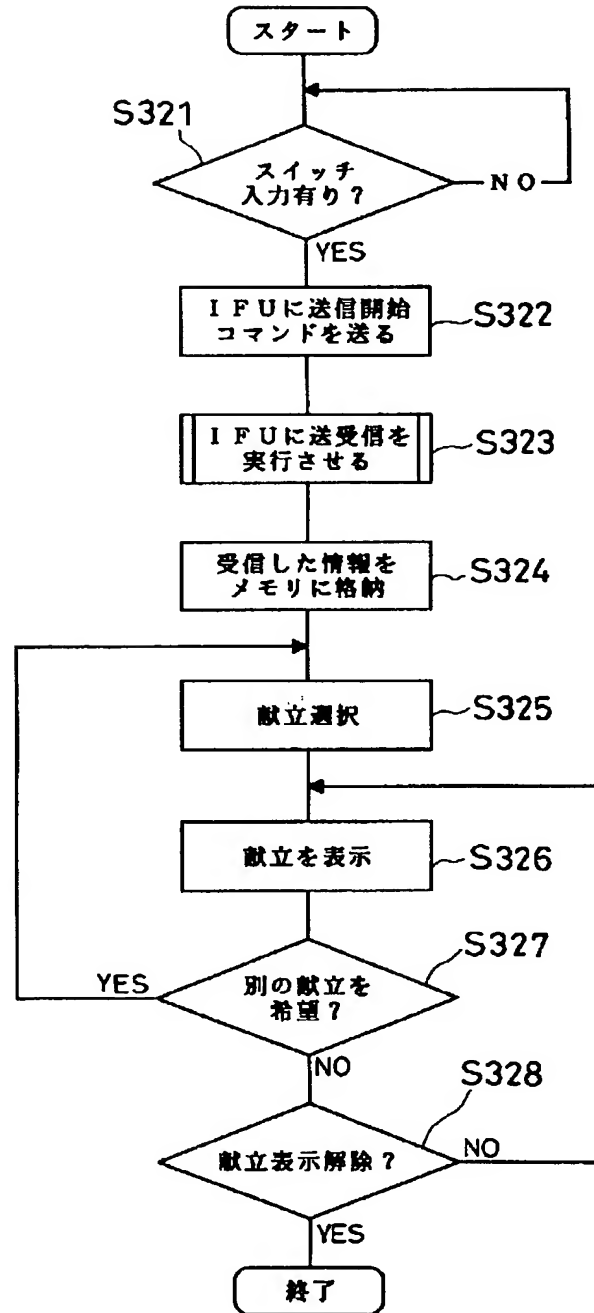 スタート
S321
スイッチ
入力有り?
NO
YES
IFUに送信開始
コマンドを送る
S322
IFUに送受信を
実行させる
S323
受信した情報を
メモリに格納
S324
献立選択
S325
献立を表示
S326
S327
別の献立を
希望?
YES
NO
S328
献立表示解除?
NO
YES
終了